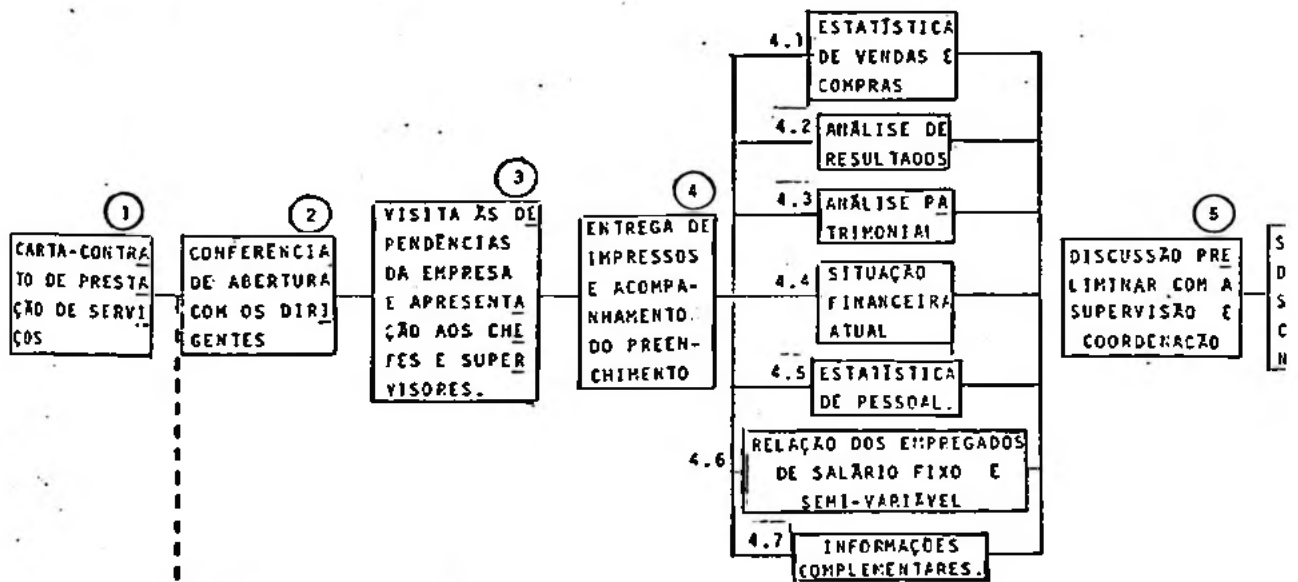 1
CARTA-CONTRA
TO DE PRESTA
ÇÃO DE SERVI
ÇOS
2
CONFERÊNCIA
DE ABERTURA
COM OS DIRI
GENTES
3
VISITA ÀS DE
PENDÊNCIAS
DA EMPRESA
E APRESENTA
ÇÃO AOS CHE
FES E SUPER
VISORES.
4
ENTREGA DE
IMPRESSOS
E ACOMPA-
NHAMENTO.
DO PREEN-
CHIMENTO
4.1
ESTATÍSTICA
DE VENDAS E
COMPRAS
4.2
ANÁLISE DE
RESULTADOS
4.3
ANÁLISE PA
TRIMONIAL
4.4
SITUAÇÃO
FINANCEIRA
ATUAL
4.5
ESTATÍSTICA
DE PESSOAL.
4.6
RELAÇÃO DOS EMPREGADOS
DE SALÁRIO FIXO E
SEMI-VARIÁVEL
4.7
INFORMAÇÕES
COMPLEMENTARES.
5
DISCUSSÃO PRE
LIMINAR COM A
SUPERVISÃO E
COORDENAÇÃO
S
D
S
C
N